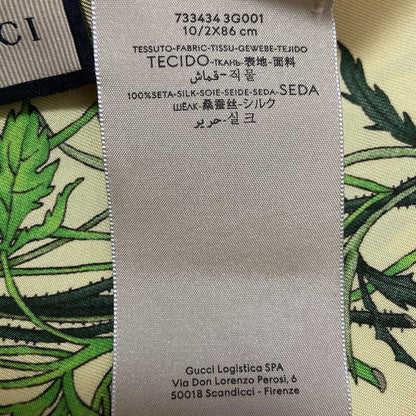 CCI
733434 3G001
10/2X86 cm
TESSUTO-FABRIC-TISSU-GEWEBE-TEJIDO
TECIDO-ТКАНЬ-表地-面料
قماش-직물
100%SETA-SILK-SOIE-SEIDE-SEDA-SEDA
ШЕЛК-桑蚕丝-シルク
حرير-실크
Gucci Logistica SPA
Via Don Lorenzo Perosi, 6
50018 Scandicci - Firenze